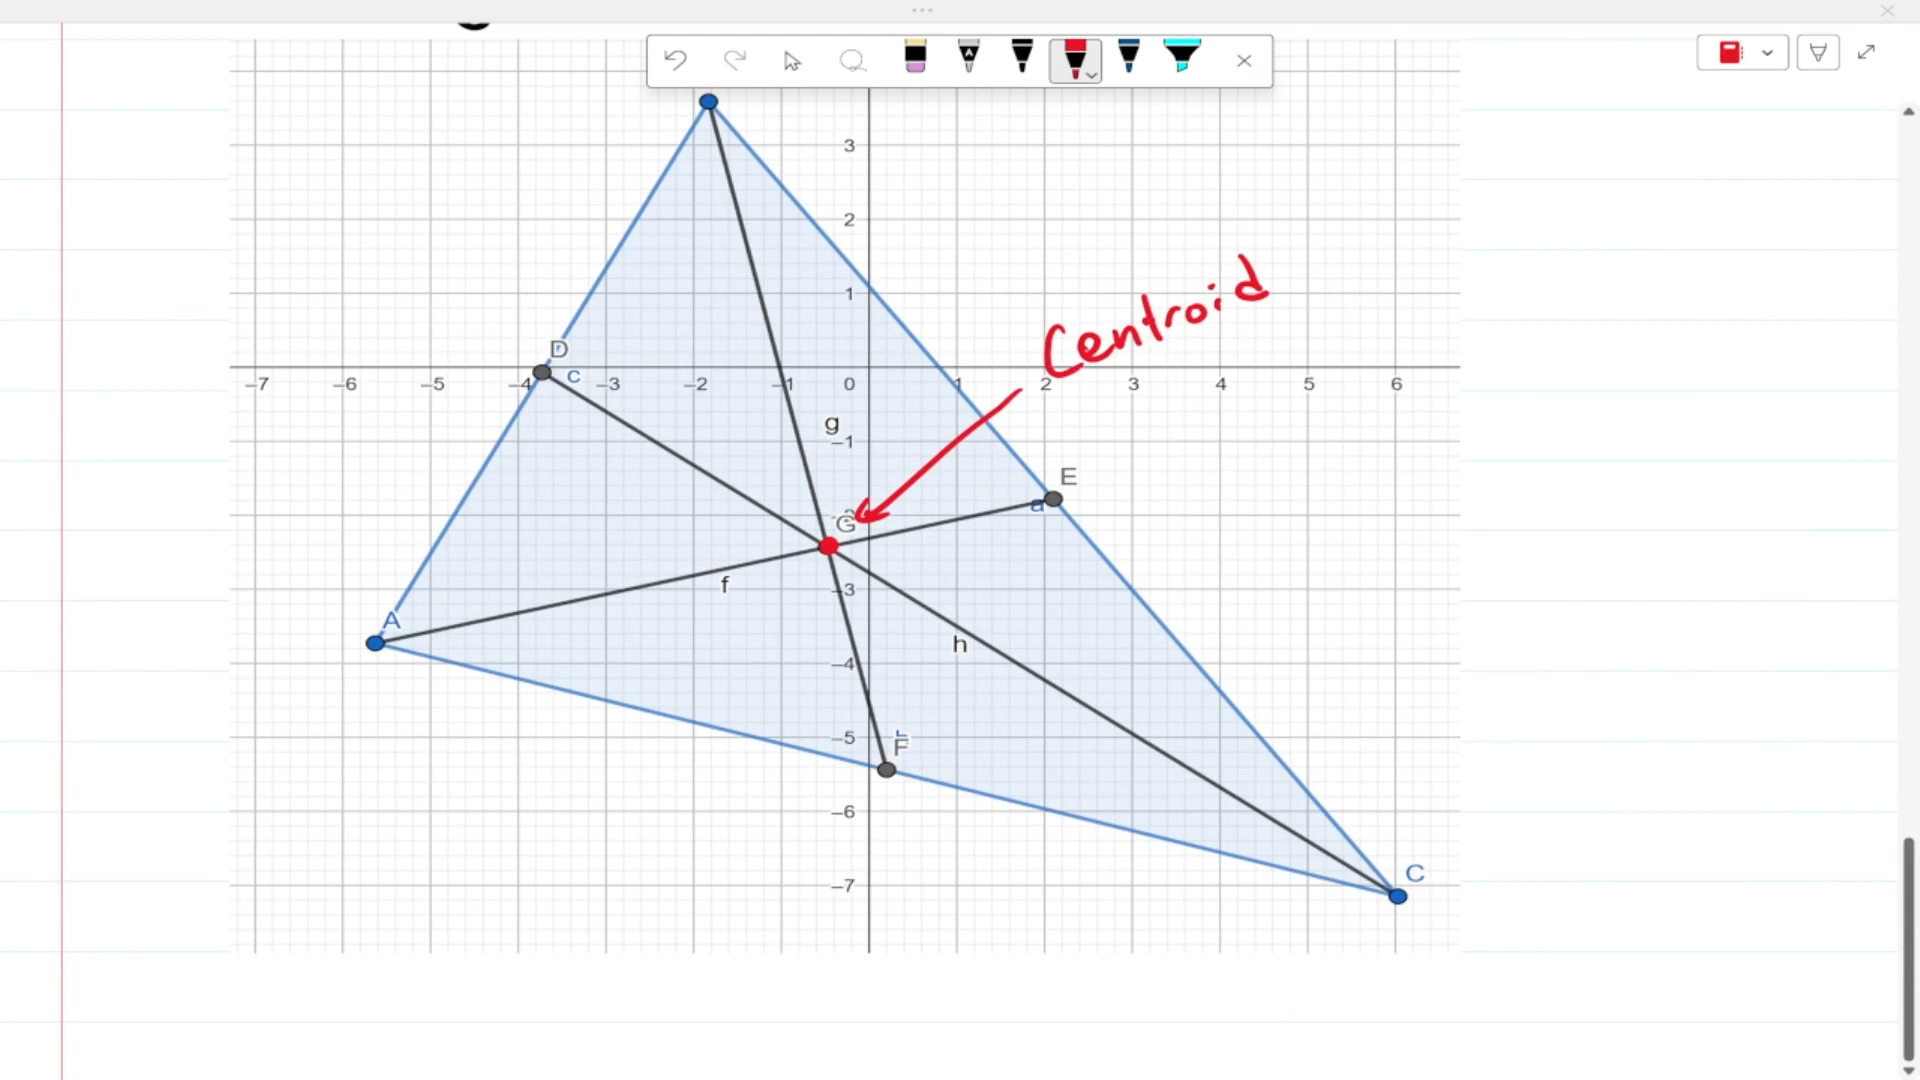 3
2
1
Centroid
D
c
–7 –6 –5 –4 –3 –2 –1 0 1 2 3 4 5 6
g
–1
E
a
G
f
–3
A
h
–4
–5
F
–6
C
–7